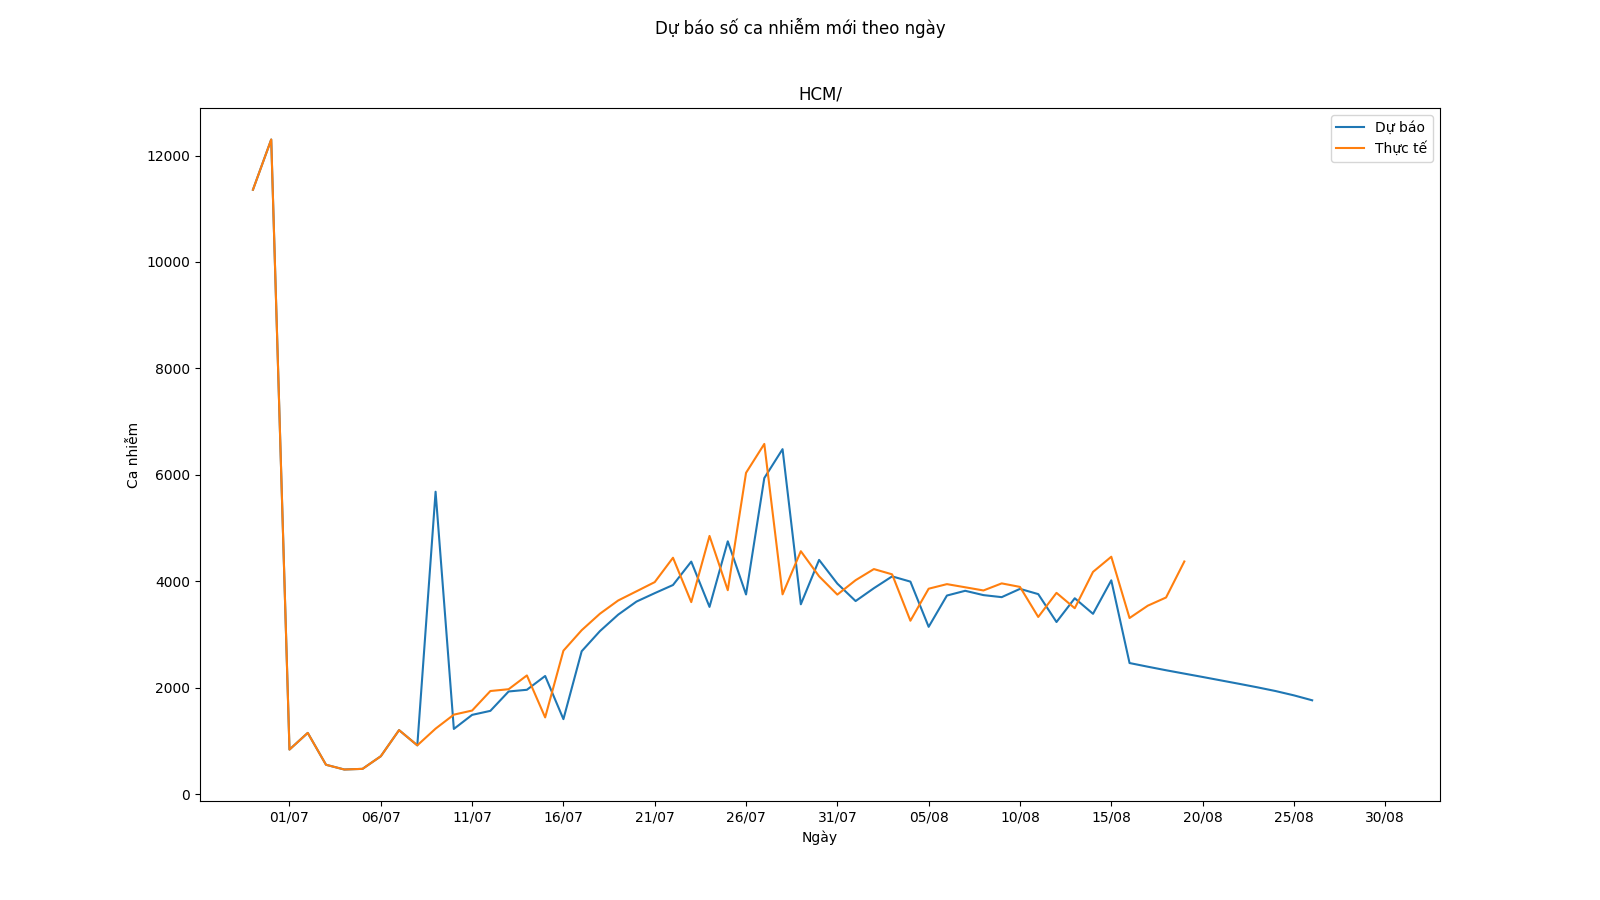 Dự báo số ca nhiễm mới theo ngày
HCM/
Dự báo
Thực tế
12000
10000
8000
6000
4000
2000
0
Ca nhiễm
01/07 06/07 11/07 16/07 21/07 26/07 31/07 05/08 10/08 15/08 20/08 25/08 30/08
Ngày